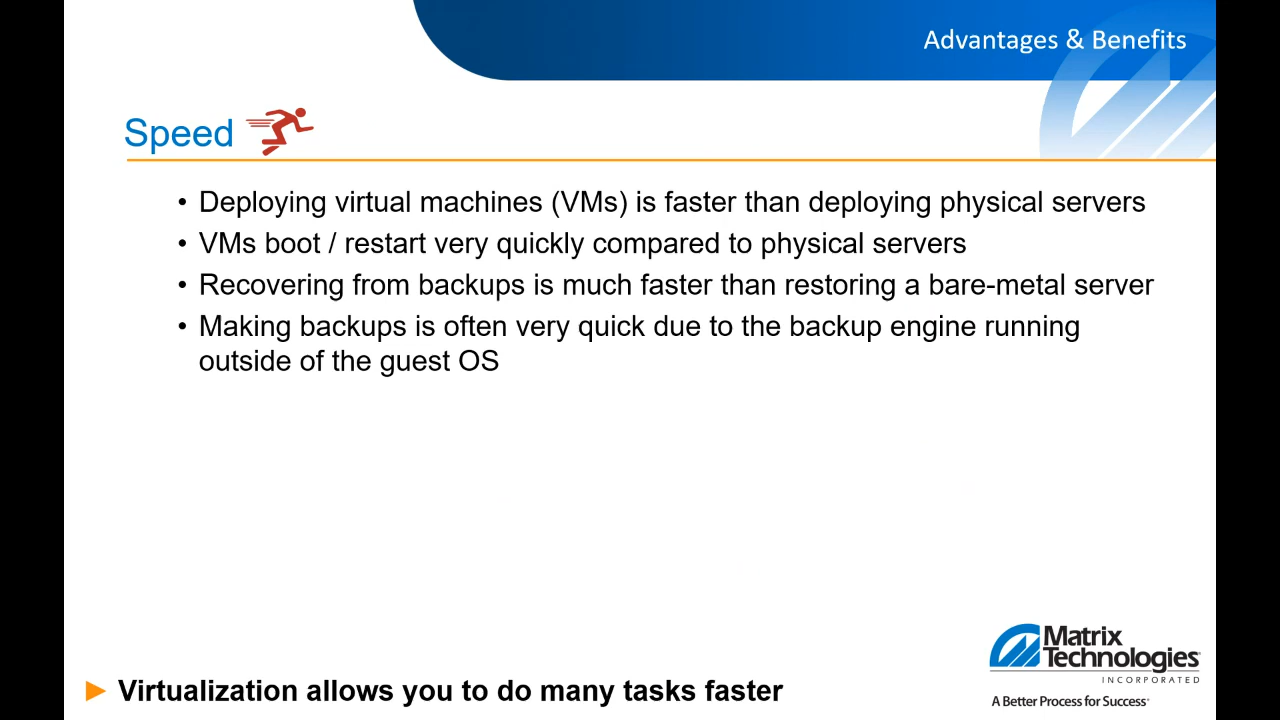 Advantages & Benefits
Speed
• Deploying virtual machines (VMs) is faster than deploying physical servers
• VMs boot / restart very quickly compared to physical servers
• Recovering from backups is much faster than restoring a bare-metal server
• Making backups is often very quick due to the backup engine running
outside of the guest OS
Matrix
Technologies
INCORPORATED
A Better Process for Success
► Virtualization allows you to do many tasks faster